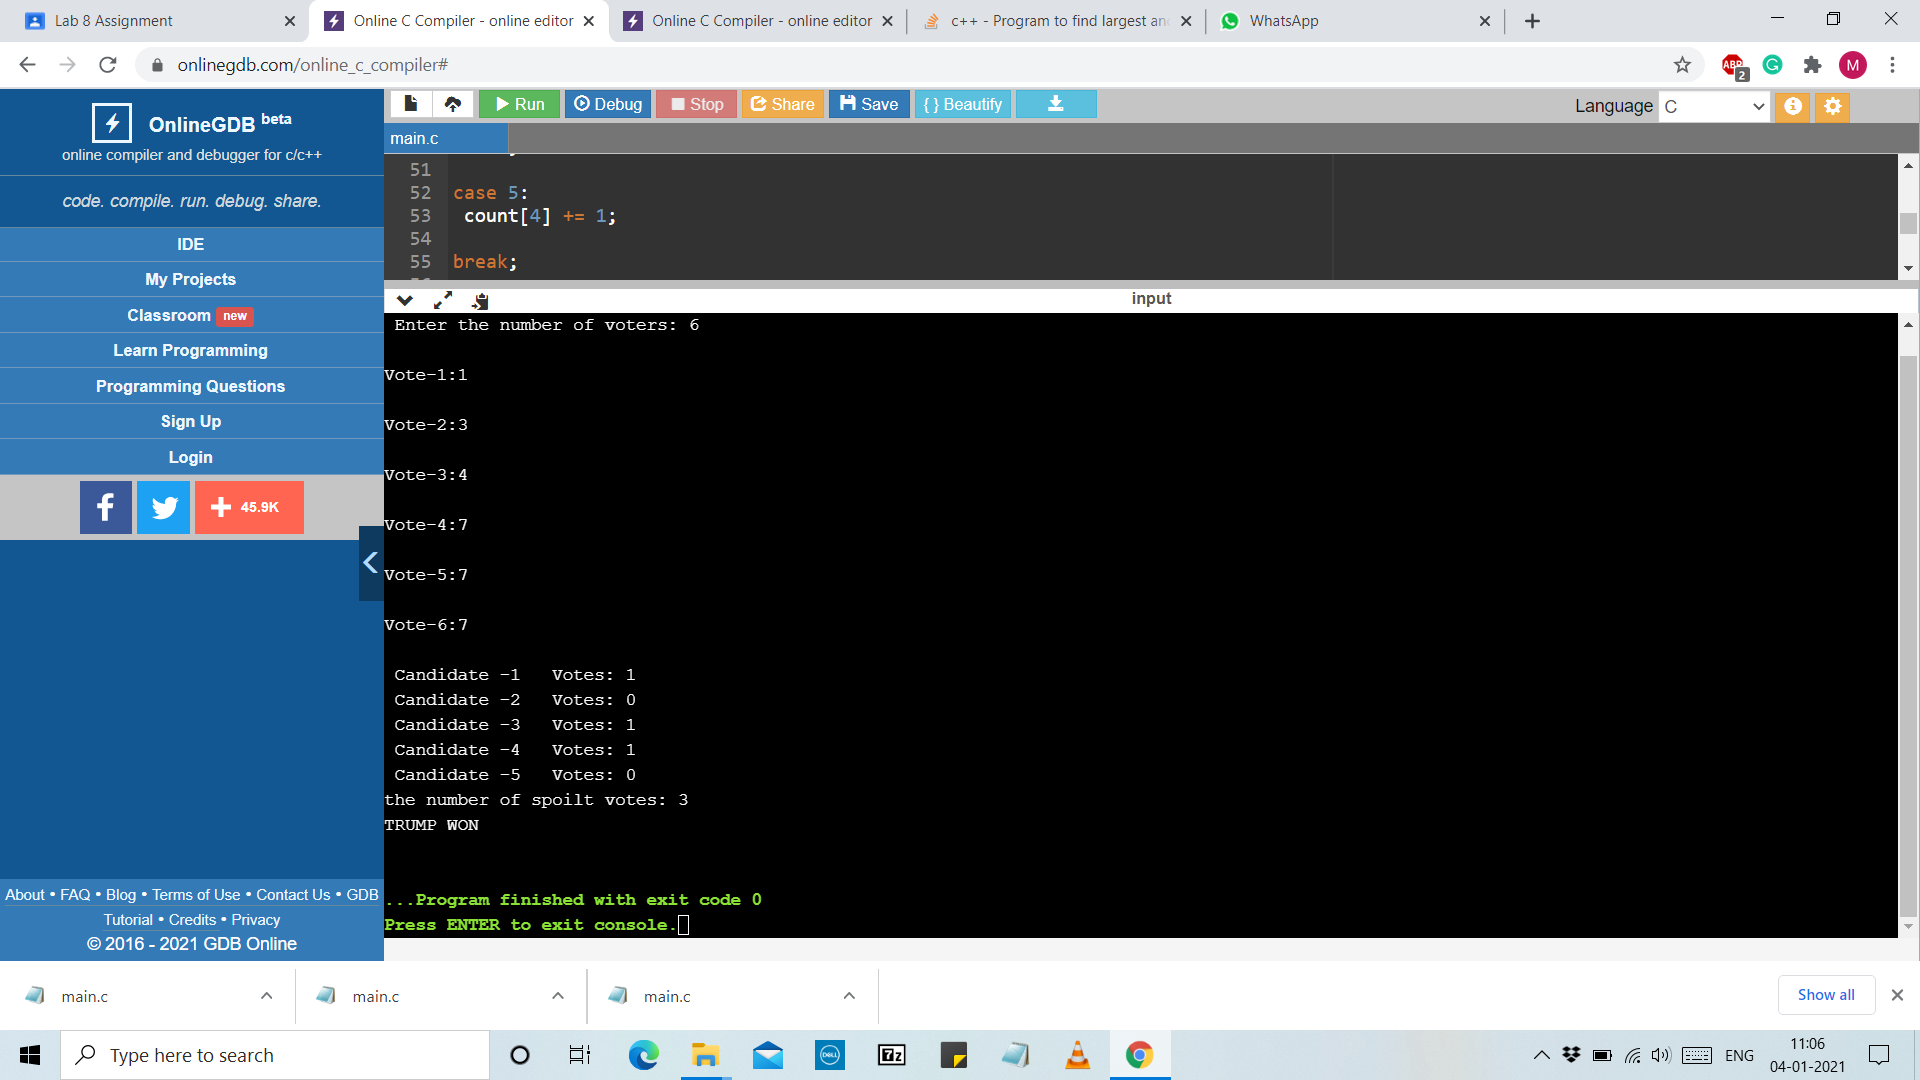 Lab 8 Assignment
Online C Compiler - online editor
Online C Compiler - online editor
c++ - Program to find largest an
WhatsApp
onlinegdb.com/online_c_compiler#
ABP
2
G
M
OnlineGDB beta
online compiler and debugger for c/c++
code. compile. run. debug. share.
IDE
My Projects
Classroom new
Learn Programming
Programming Questions
Sign Up
Login
45.9K
About • FAQ • Blog • Terms of Use • Contact Us • GDB
Tutorial • Credits • Privacy
© 2016 - 2021 GDB Online
Run
Debug
Stop
Share
Save
{ } Beautify
Language C
main.c
51
52 case 5:
53 count[4] += 1;
54
55 break;
input
Enter the number of voters: 6
Vote-1:1
Vote-2:3
Vote-3:4
Vote-4:7
Vote-5:7
Vote-6:7
Candidate -1 Votes: 1
Candidate -2 Votes: 0
Candidate -3 Votes: 1
Candidate -4 Votes: 1
Candidate -5 Votes: 0
the number of spoilt votes: 3
TRUMP WON
...Program finished with exit code 0
Press ENTER to exit console.
main.c
main.c
main.c
Show all
Type here to search
DELL
7z
ENG
11:06
04-01-2021